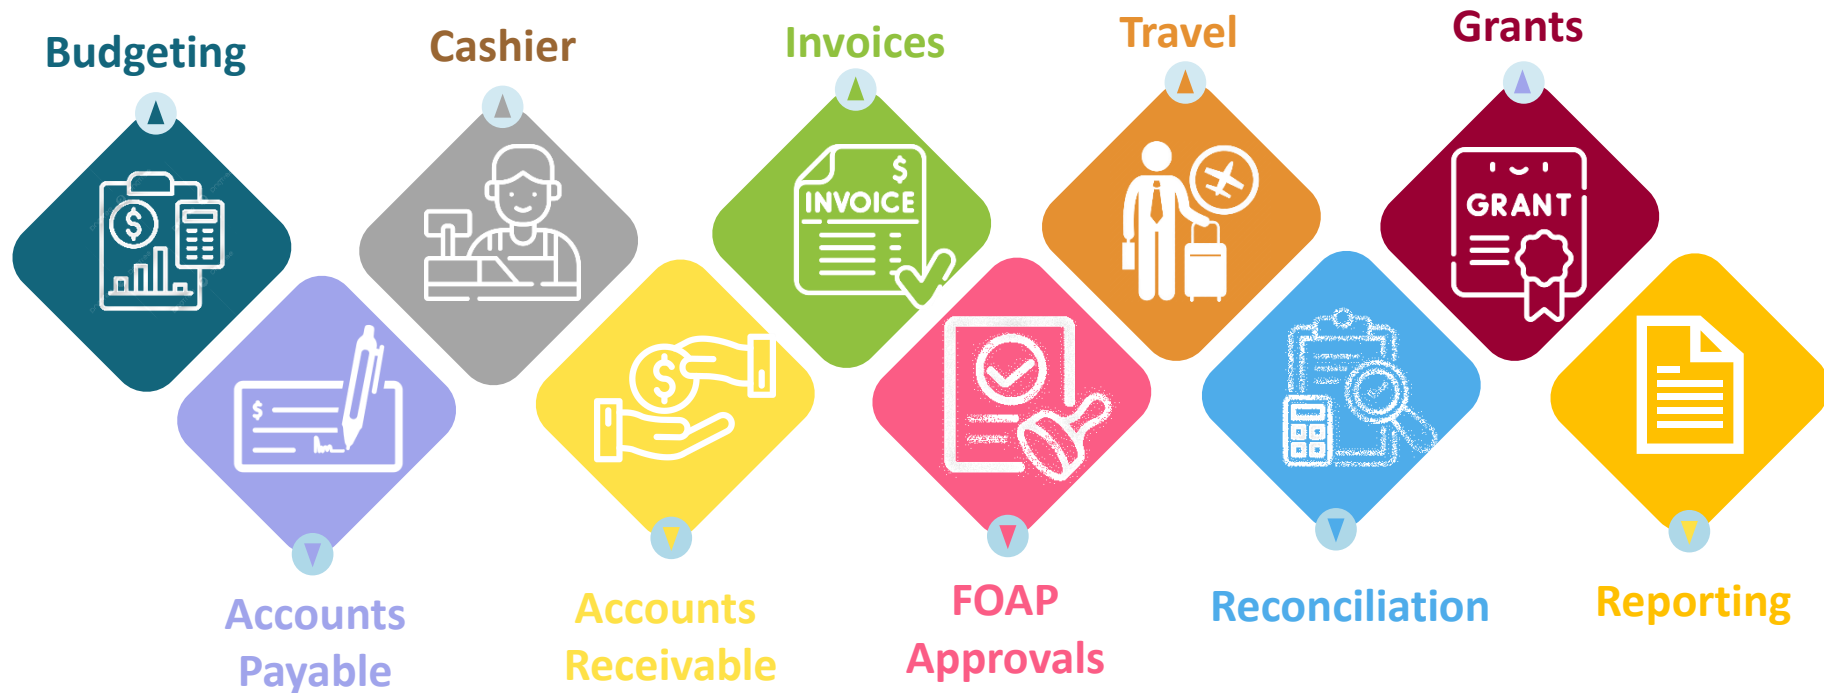 Budgeting
Cashier
Invoices
Travel
Grants
$
$
INVOICE
GRANT
$
$
Accounts
Payable
Accounts
Receivable
FOAP
Approvals
Reconciliation
Reporting